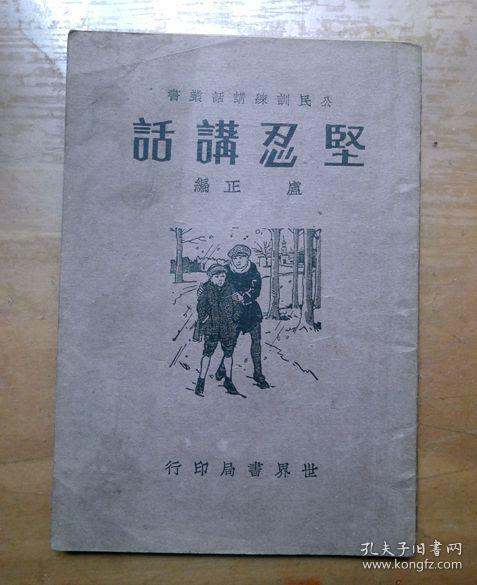 公民訓練講話叢書
堅忍講話
盧正編
世界書局印行
孔夫子旧书网
kongfz.com